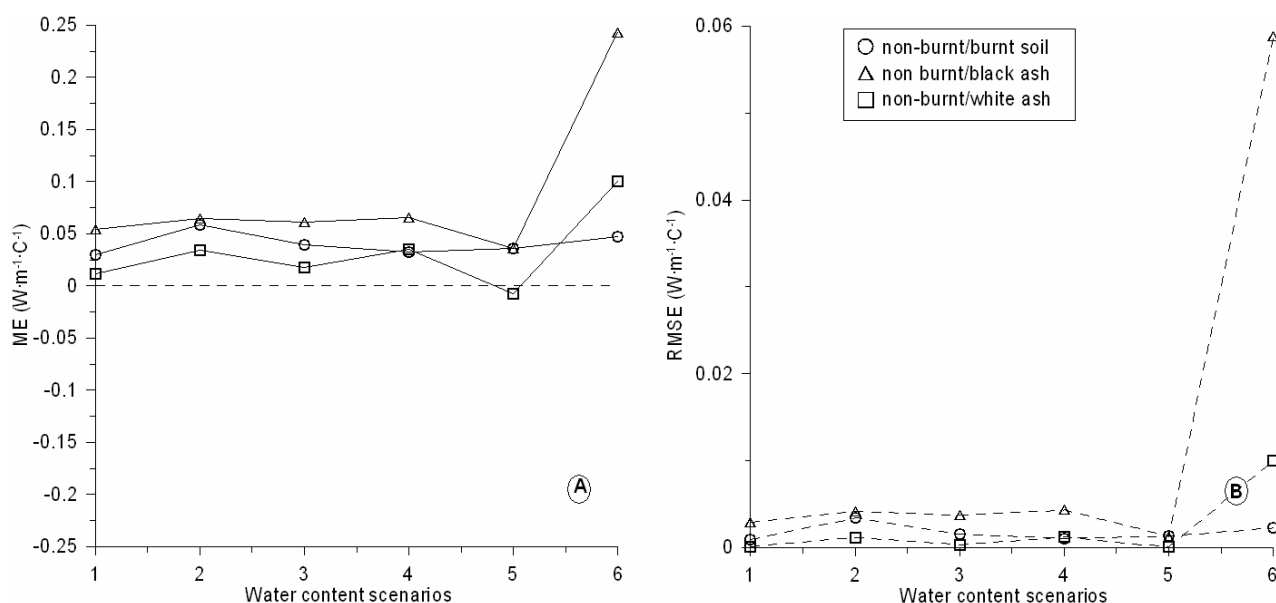 0.25
0.2
0.15
0.1
0.05
0
-0.05
-0.1
-0.15
-0.2
-0.25
ME (W·m⁻¹·C⁻¹)
1 2 3 4 5 6
Water content scenarios
A
0.06
0.04
0.02
0
RMSE (W·m⁻¹·C⁻¹)
non-burnt/burnt soil
non burnt/black ash
non-burnt/white ash
B
1 2 3 4 5 6
Water content scenarios